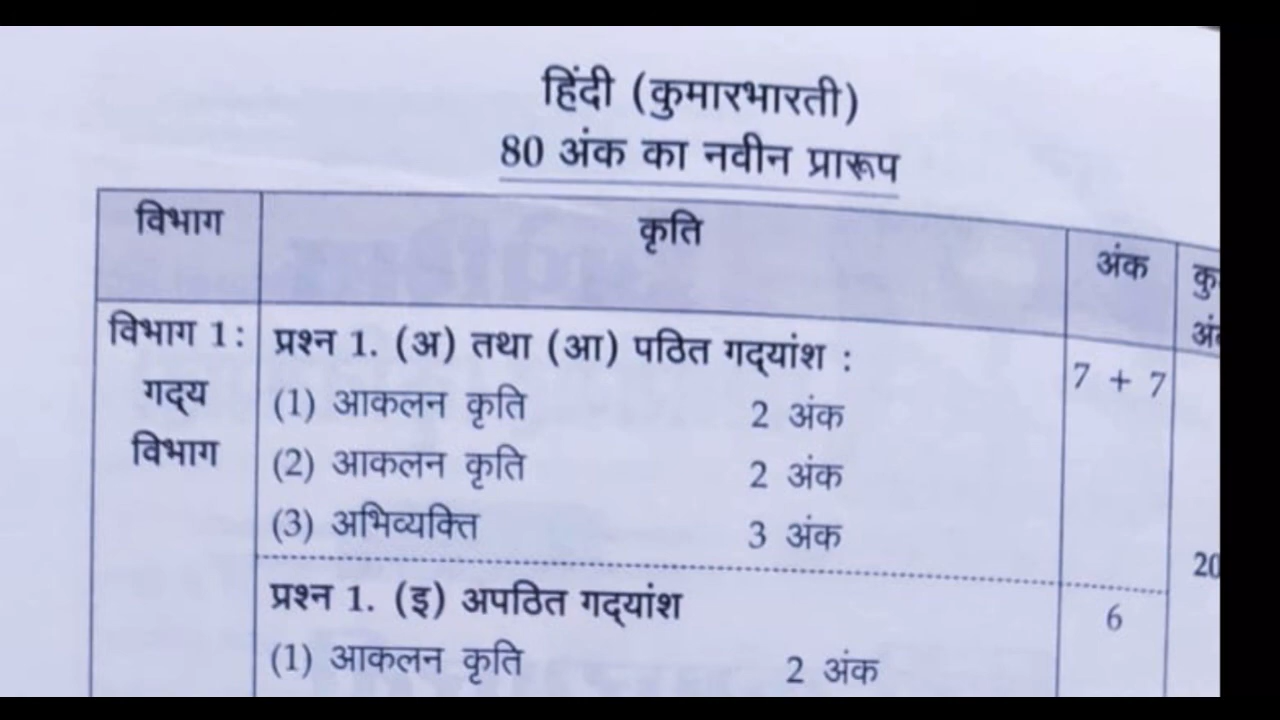 हिंदी (कुमारभारती)
80 अंक का नवीन प्रारूप
विभाग कृति अंक
विभाग 1: प्रश्न 1. (अ) तथा (आ) पठित गद्‌यांश : 7 + 7
गद्‌य (1) आकलन कृति 2 अंक
विभाग (2) आकलन कृति 2 अंक
(3) अभिव्यक्ति 3 अंक
20
प्रश्न 1. (इ) अपठित गद्‌यांश 6
(1) आकलन कृति 2 अंक